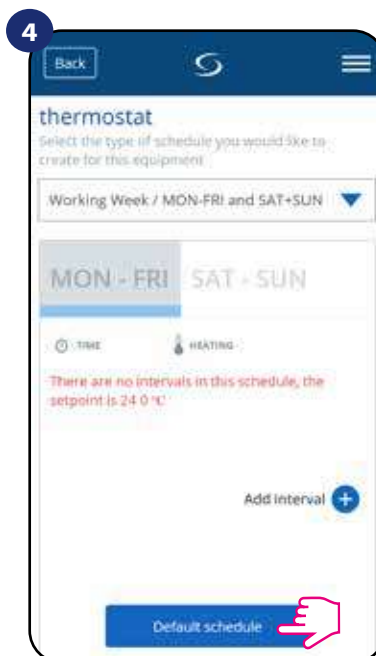 4
Back
thermostat
Select the type of schedule you would like to
create for this equipment
Working Week / MON-FRI and SAT+SUN
MON - FRI SAT - SUN
TIME HEATING
There are no intervals in this schedule, the
setpoint is 24 0 °C
Add interval
Default schedule